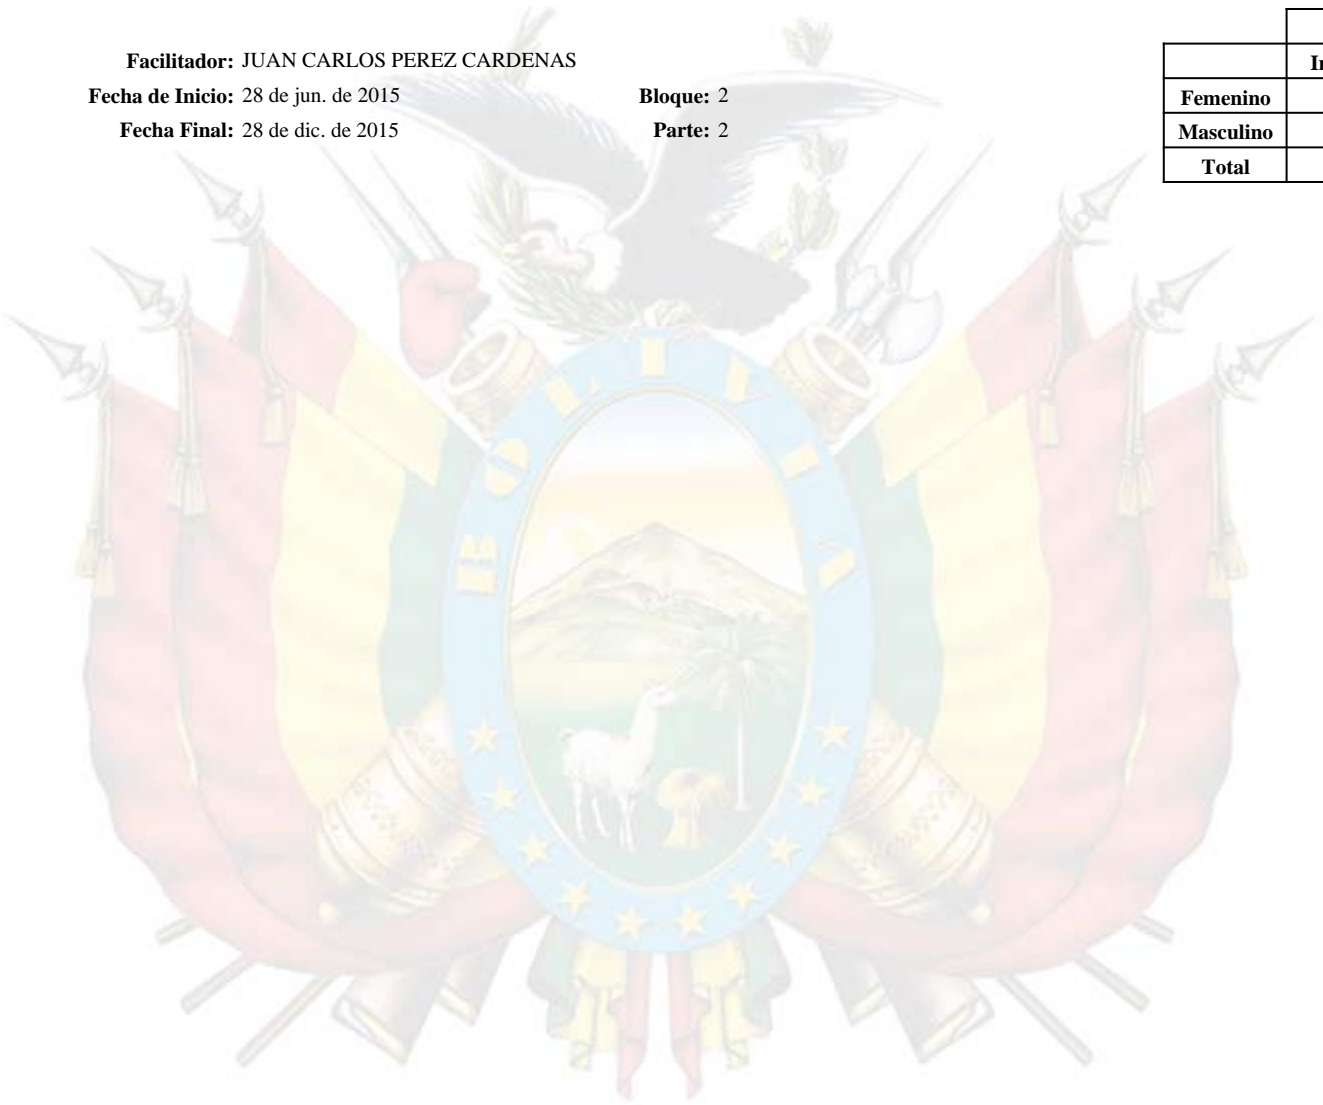 Facilitador: JUAN CARLOS PEREZ CARDENAS
Fecha de Inicio: 28 de jun. de 2015 Bloque: 2
Fecha Final: 28 de dic. de 2015 Parte: 2
Femenino
Masculino
Total
BOLIVIA